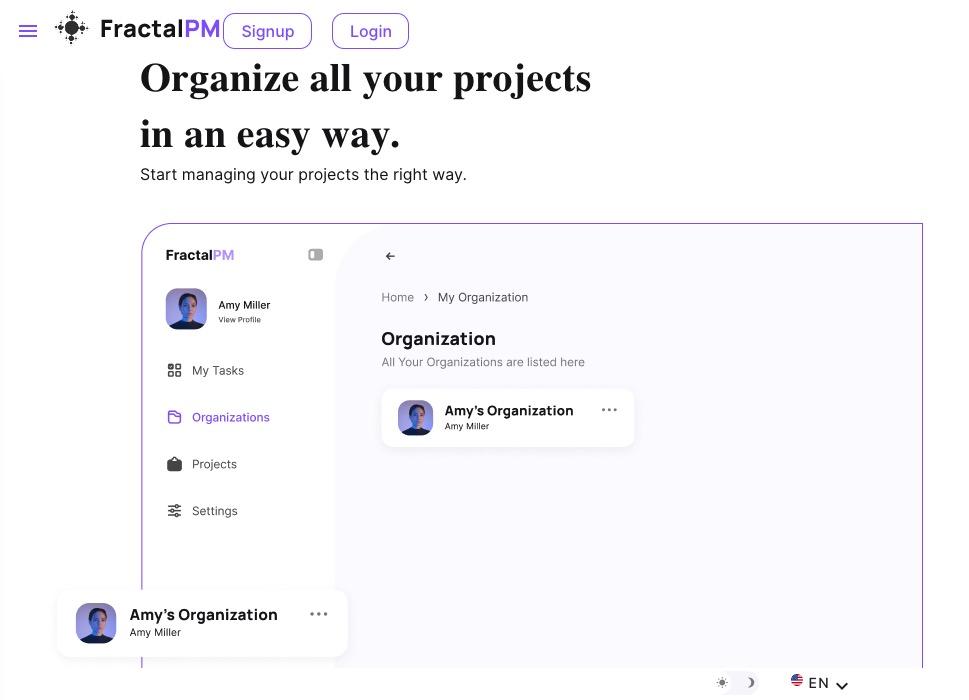 FractalPM
Signup
Login
Organize all your projects
in an easy way.
Start managing your projects the right way.
FractalPM
Amy Miller
View Profile
My Tasks
Organizations
Projects
Settings
Home › My Organization
Organization
All Your Organizations are listed here
Amy's Organization
Amy Miller
Amy's Organization
Amy Miller
EN